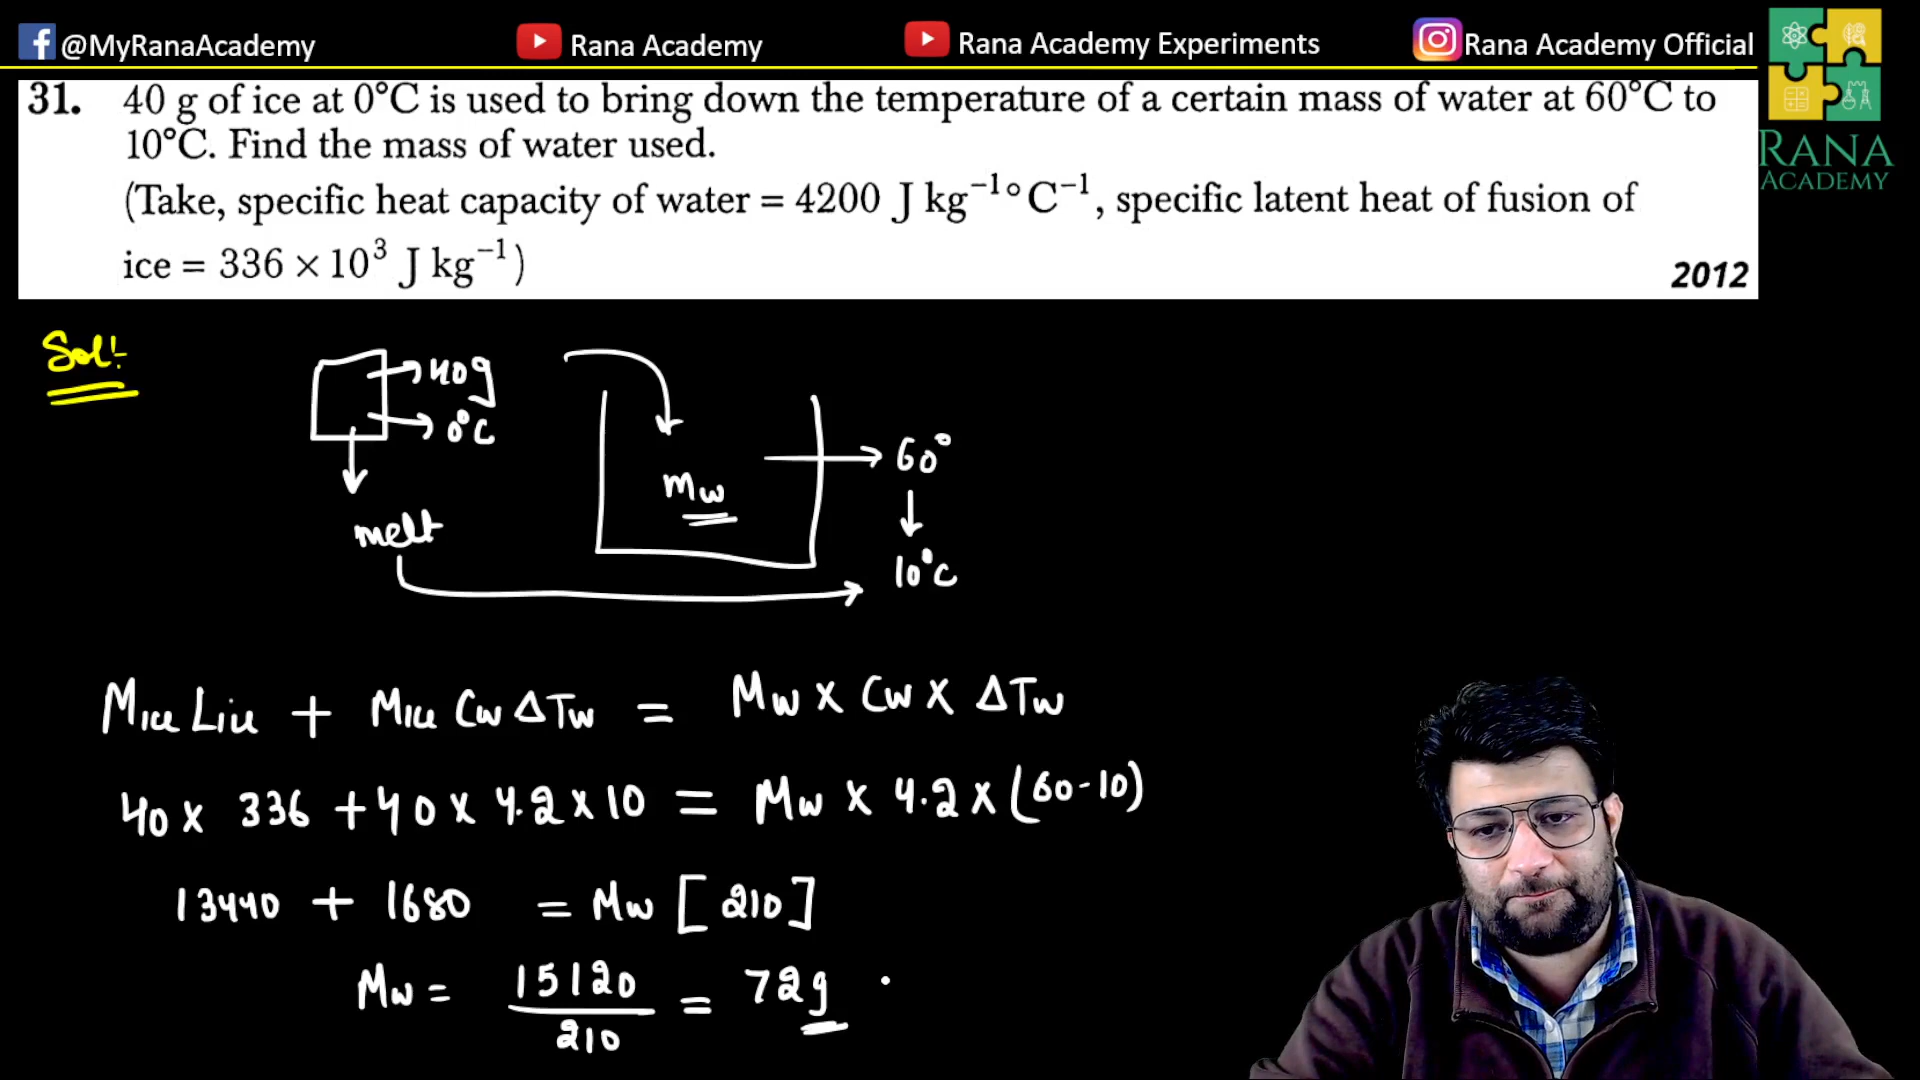 @MyRanaAcademy Rana Academy Rana Academy Experiments Rana Academy Official
RANA
ACADEMY
31. 40 g of ice at 0°C is used to bring down the temperature of a certain mass of water at 60°C to
10°C. Find the mass of water used.
(Take, specific heat capacity of water = 4200 J kg⁻¹°C⁻¹, specific latent heat of fusion of
ice = 336 × 10³ J kg⁻¹)
2012
Sol:-
40g
0°C
melt
Mw
60°
10°C
Mice Lice + Mice Cw ΔTw = Mw x Cw x ΔTw
40 x 336 + 40 x 4.2 x 10 = Mw x 4.2 x (60-10)
13440 + 1680 = Mw [210]
Mw = 15120/210 = 72g